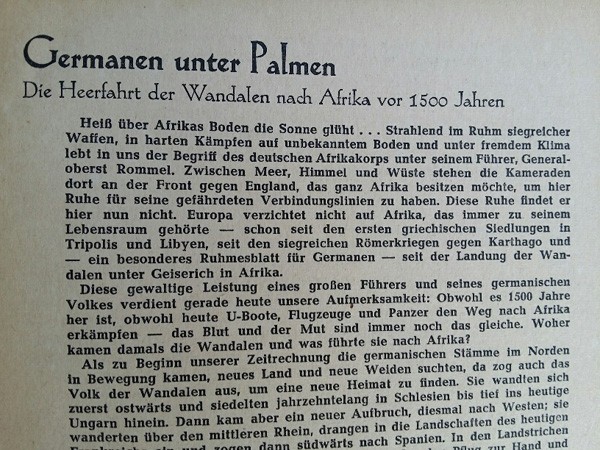 Germanen unter Palmen
Die Heerfahrt der Wandalen nach Afrika vor 1500 Jahren
Heiß über Afrikas Boden die Sonne glüht . . . Strahlend im Ruhm siegreicher
Waffen, in harten Kämpfen auf unbekanntem Boden und unter fremdem Klima
lebt in uns der Begriff des deutschen Afrikakorps unter seinem Führer, General-
oberst Rommel. Zwischen Meer, Himmel und Wüste stehen die Kameraden
dort an der Front gegen England, das ganz Afrika besitzen möchte, um hier
Ruhe für seine gefährdeten Verbindungslinien zu haben. Diese Ruhe findet er
hier nun nicht. Europa verzichtet nicht auf Afrika, das immer zu seinem
Lebensraum gehörte — schon seit den ersten griechischen Siedlungen in
Tripolis und Libyen, seit den siegreichen Römerkriegen gegen Karthago und
— ein besonderes Ruhmesblatt für Germanen — seit der Landung der Wan-
dalen unter Geiserich in Afrika.
Diese gewaltige Leistung eines großen Führers und seines germanischen
Volkes verdient gerade heute unsere Aufmerksamkeit: Obwohl es 1500 Jahre
her ist, obwohl heute U-Boote, Flugzeuge und Panzer den Weg nach Afrika
erkämpfen — das Blut und der Mut sind immer noch das gleiche. Woher
kamen damals die Wandalen und was führte sie nach Afrika?
Als zu Beginn unserer Zeitrechnung die germanischen Stämme im Norden
in Bewegung kamen, neues Land und neue Weiden suchten, da zog auch das
Volk der Wandalen aus, um eine neue Heimat zu finden. Sie wandten sich
zuerst ostwärts und siedelten jahrzehntelang in Schlesien bis tief ins heutige
Ungarn hinein. Dann kam aber ein neuer Aufbruch, diesmal nach Westen; sie
wanderten über den mittleren Rhein, drangen in die Landschaften des heutigen
ein und zogen dann südwärts nach Spanien. In den Landstrichen
Pflug zur Hand und